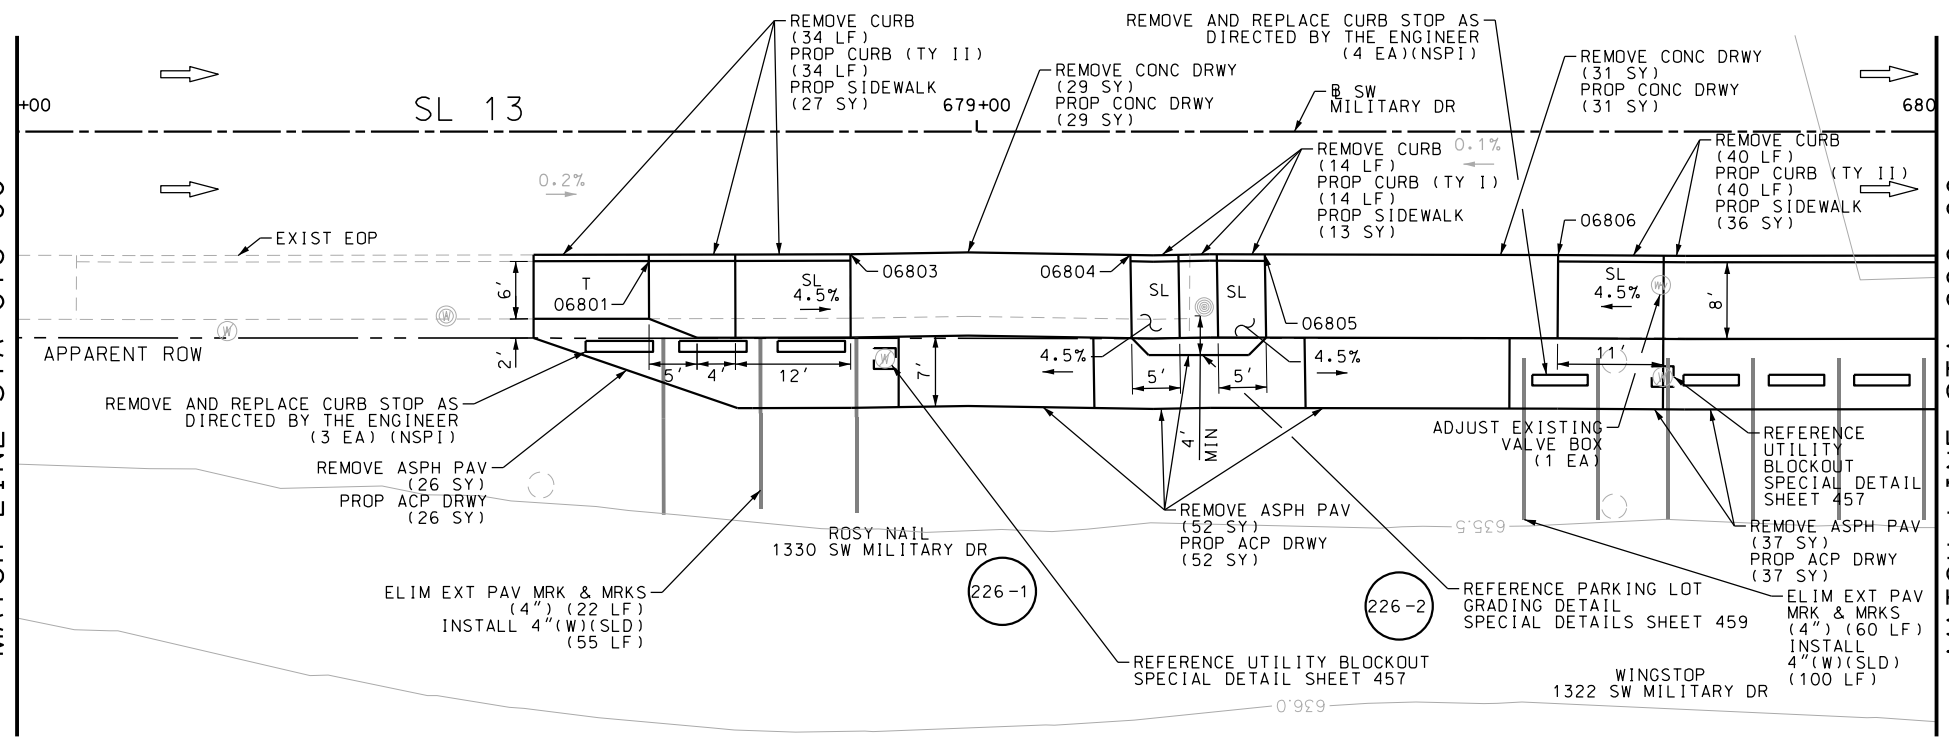 REMOVE CURB
(34 LF)
PROP CURB (TY II)
(34 LF)
PROP SIDEWALK
(27 SY)
REMOVE AND REPLACE CURB STOP AS
DIRECTED BY THE ENGINEER
(4 EA)(NSPI)
REMOVE CONC DRWY
(29 SY)
PROP CONC DRWY
(29 SY)
REMOVE CONC DRWY
(31 SY)
PROP CONC DRWY
(31 SY)
+00
SL 13
679+00
SW
MILITARY DR
680
0.2%
REMOVE CURB
(14 LF)
PROP CURB (TY I)
(14 LF)
PROP SIDEWALK
(13 SY)
0.1%
REMOVE CURB
(40 LF)
PROP CURB (TY II)
(40 LF)
PROP SIDEWALK
(36 SY)
EXIST EOP
06806
6'
T
06801
SL
4.5%
06803
06804
SL
SL
06805
SL
4.5%
8'
W
W
APPARENT ROW
2'
5'
4'
12'
W
7'
4.5%
4.5%
5'
5'
11'
4'
MIN
REMOVE AND REPLACE CURB STOP AS
DIRECTED BY THE ENGINEER
(3 EA) (NSPI)
REMOVE ASPH PAV
(26 SY)
PROP ACP DRWY
(26 SY)
ADJUST EXISTING
VALVE BOX
(1 EA)
REFERENCE
UTILITY
BLOCKOUT
SPECIAL DETAIL
SHEET 457
ROSY NAIL
1330 SW MILITARY DR
REMOVE ASPH PAV
(52 SY)
PROP ACP DRWY
(52 SY)
635.5
REMOVE ASPH PAV
(37 SY)
PROP ACP DRWY
(37 SY)
ELIM EXT PAV MRK & MRKS
(4") (22 LF)
INSTALL 4"(W)(SLD)
(55 LF)
226-1
226-2
REFERENCE PARKING LOT
GRADING DETAIL
SPECIAL DETAILS SHEET 459
ELIM EXT PAV
MRK & MRKS
(4") (60 LF)
INSTALL
4"(W)(SLD)
(100 LF)
REFERENCE UTILITY BLOCKOUT
SPECIAL DETAIL SHEET 457
WINGSTOP
1322 SW MILITARY DR
636.0